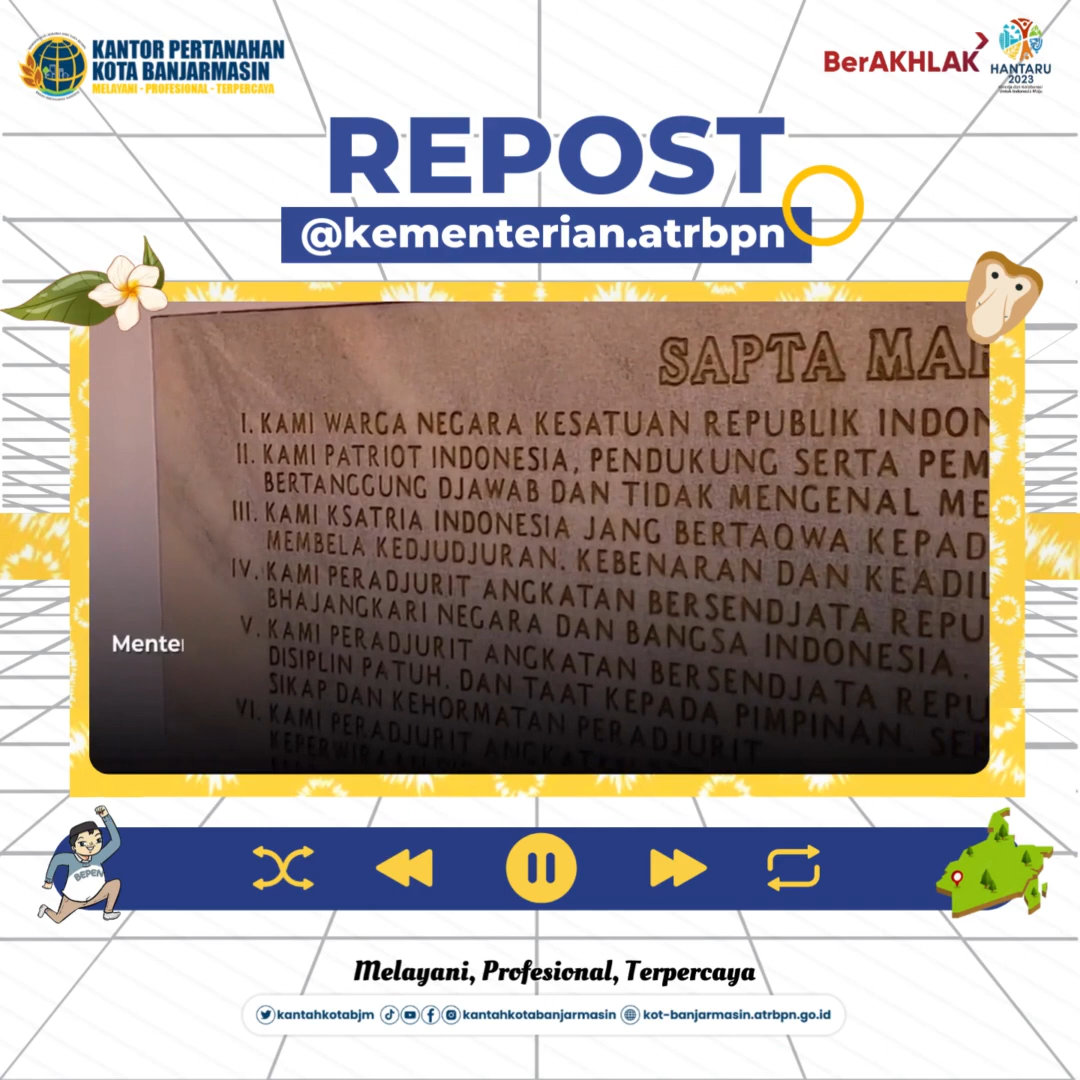 KANTOR PERTANAHAN
KOTA BANJARMASIN
MELAYANI - PROFESIONAL - TERPERCAYA
BerAKHLAK
HANTARU
2023
REPOST
@kementerian.atrbpn
SAPTA MAR
I. KAMI WARGA NEGARA KESATUAN REPUBLIK INDON
II. KAMI PATRIOT INDONESIA, PENDUKUNG SERTA PEM
BERTANGGUNG DJAWAB DAN TIDAK MENGENAL ME
III. KAMI KSATRIA INDONESIA JANG BERTAQWA KEPAD
MEMBELA KEDJUDJURAN, KEBENARAN DAN KEADIL
IV. KAMI PERADJURIT ANGKATAN BERSENDJATA REPU
BHAJANGKARI NEGARA DAN BANGSA INDONESIA.
V. KAMI PERADJURIT ANGKATAN BERSENDJATA REPU
DISIPLIN PATUH, DAN TAAT KEPADA PIMPINAN, SER
SIKAP DAN KEHORMATAN PERADJURIT
VI. KAMI PERADJURIT ANGKAT
Menter
BEPEN
Melayani, Profesional, Terpercaya
kantahkotabjm kantahkotabanjarmasin kot-banjarmasin.atrbpn.go.id